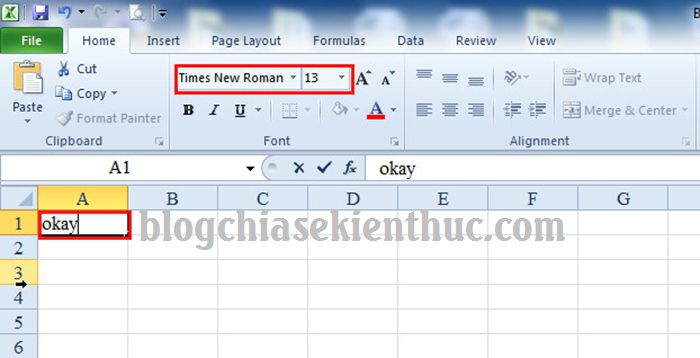 B
File Home Insert Page Layout Formulas Data Review View
Cut
Copy
Format Painter
Paste
Clipboard
Times New Roman 13 A A
B I U A
Font
Wrap Text
Merge & Center
Alignment
A1 fx okay
A B C D E F G
1 okay
blogchiasekienthuc.com
2
3
4
5
6